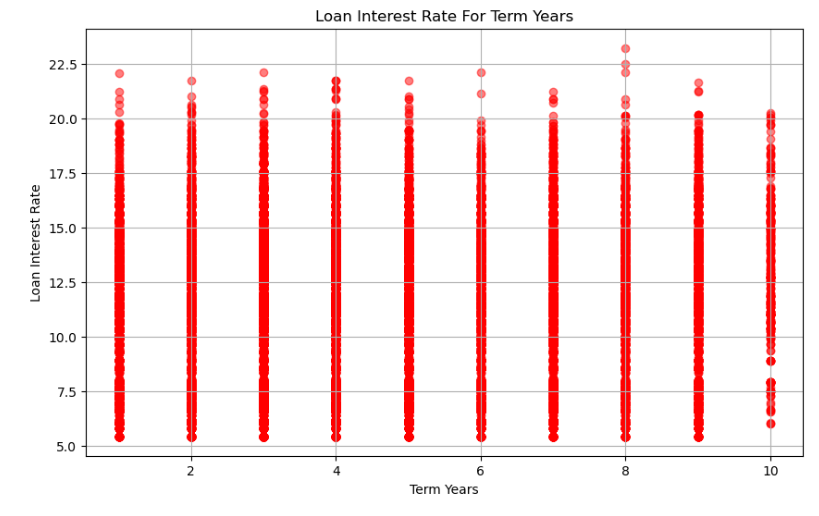 Loan Interest Rate For Term Years
Loan Interest Rate
22.5
20.0
17.5
15.0
12.5
10.0
7.5
5.0
2 4 6 8 10
Term Years